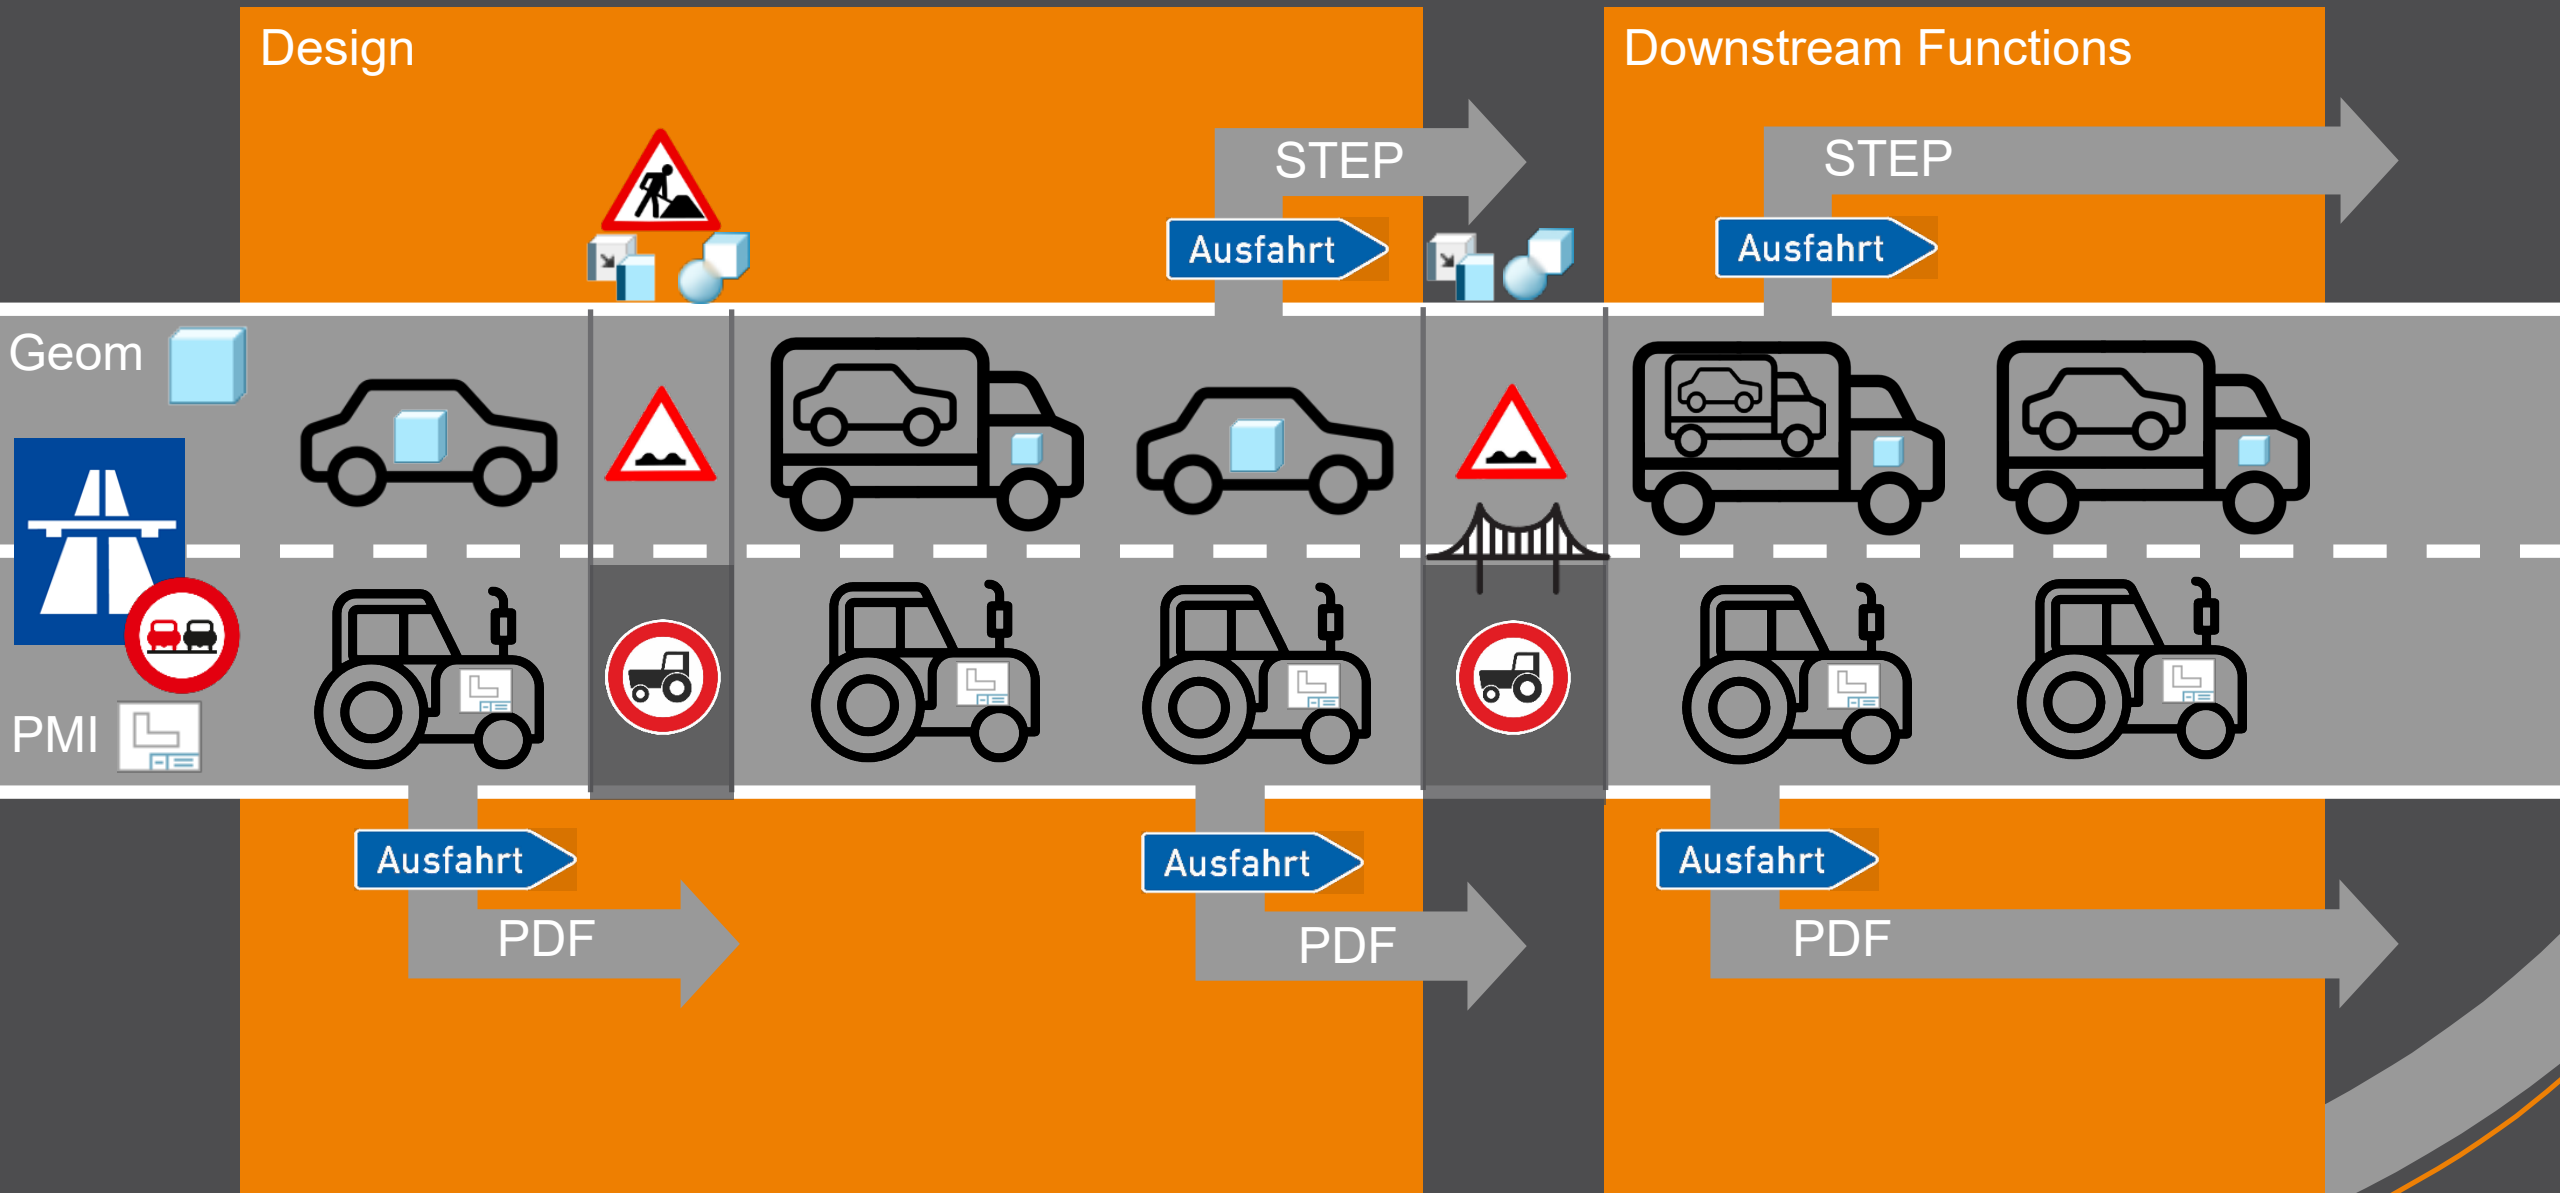 Design
Downstream Functions
STEP
STEP
Ausfahrt
Ausfahrt
Geom
PMI
Ausfahrt
Ausfahrt
Ausfahrt
PDF
PDF
PDF